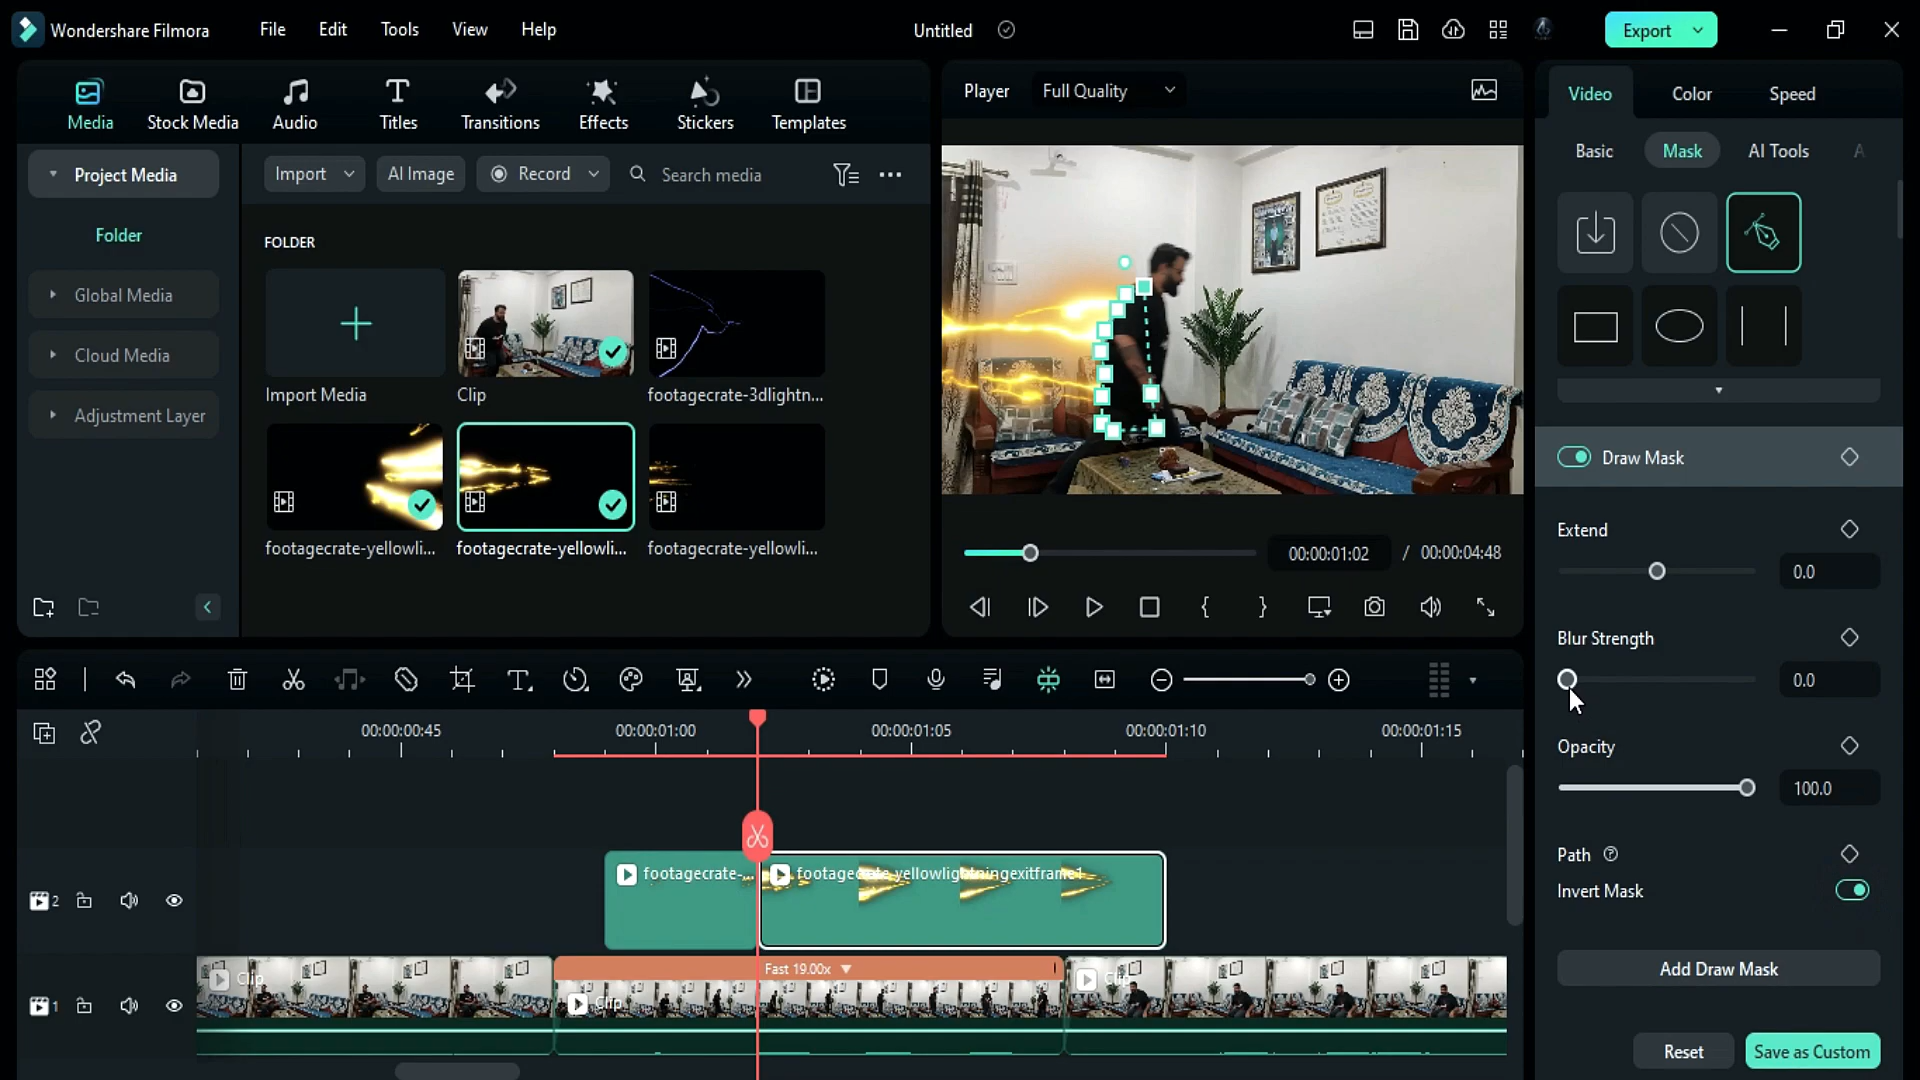 Wondershare Filmora
File
Edit
Tools
View
Help
Untitled
Export
Media
Stock Media
Audio
Titles
Transitions
Effects
Stickers
Templates
Project Media
Folder
Global Media
Cloud Media
Adjustment Layer
Import
AI Image
Record
Search media
FOLDER
Import Media
Clip
footagecrate-3dlightn...
footagecrate-yellowli...
footagecrate-yellowli...
footagecrate-yellowli...
Player
Full Quality
00:00:01:02 / 00:00:04:48
Video
Color
Speed
Basic
Mask
AI Tools
A
Draw Mask
Extend
0.0
Blur Strength
0.0
Opacity
100.0
Path
Invert Mask
Add Draw Mask
Reset
Save as Custom
00:00:00:45
00:00:01:00
00:00:01:05
00:00:01:10
00:00:01:15
2
footagecrate-...
footagecrate-yellowlightningexitframe1
1
Clip
Fast 19.00x
Clip
Clip